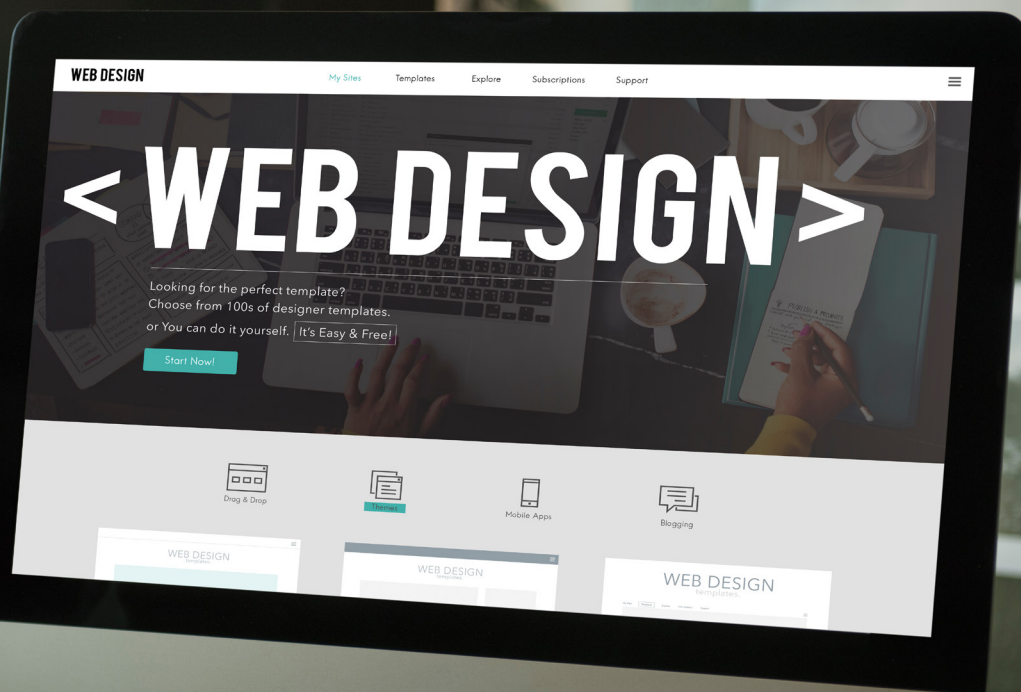 WEB DESIGN
My Sites Templates Explore Subscriptions Support
< WEB DESIGN >
Looking for the perfect template?
Choose from 100s of designer templates.
or You can do it yourself. It's Easy & Free!
Start Now!
Drag & Drop Themes Mobile Apps Blogging
WEB DESIGN
templates
WEB DESIGN
templates
WEB DESIGN
templates